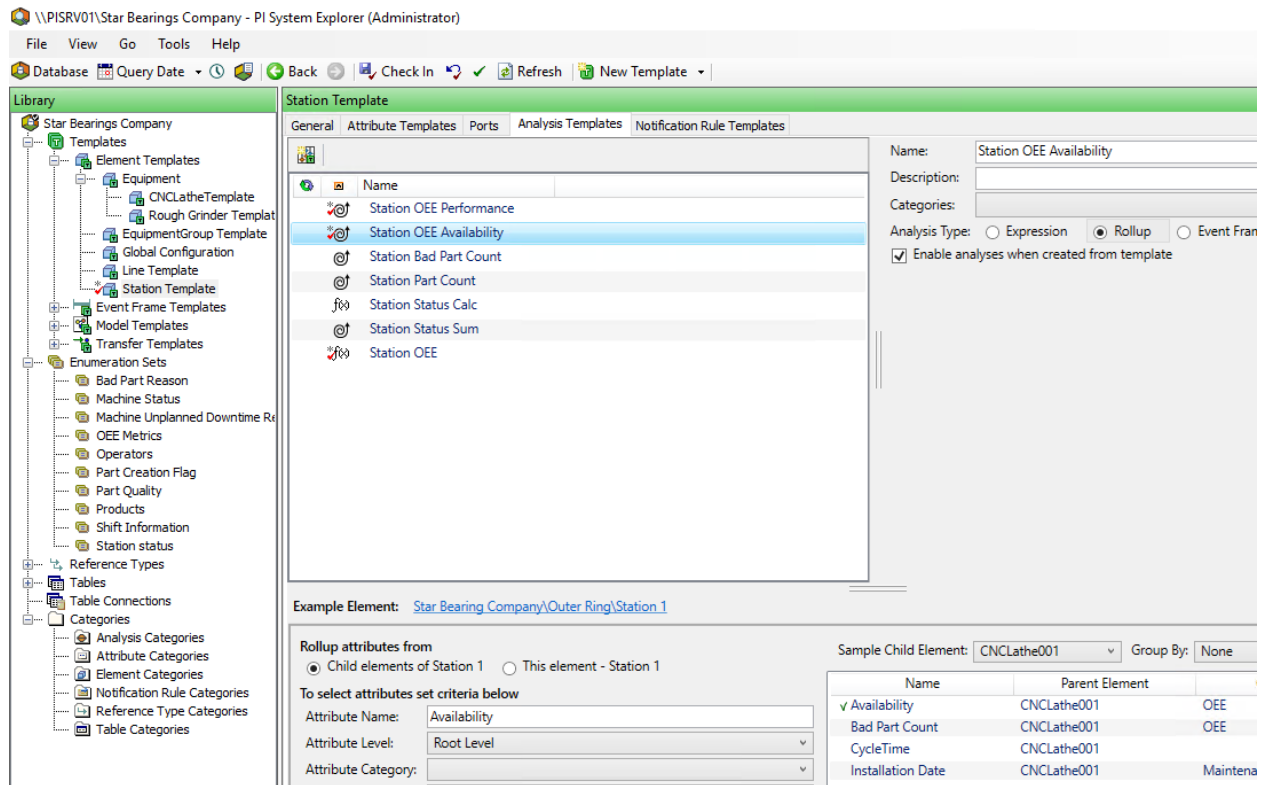 \\PISRV01\Star Bearings Company - PI System Explorer (Administrator)
File View Go Tools Help
Database Query Date Back Check In Refresh New Template
Library
Star Bearings Company
Templates
Element Templates
Equipment
CNCLatheTemplate
Rough Grinder Templat
EquipmentGroup Template
Global Configuration
Line Template
Station Template
Event Frame Templates
Model Templates
Transfer Templates
Enumeration Sets
Bad Part Reason
Machine Status
Machine Unplanned Downtime Re
OEE Metrics
Operators
Part Creation Flag
Part Quality
Products
Shift Information
Station status
Reference Types
Tables
Table Connections
Categories
Analysis Categories
Attribute Categories
Element Categories
Notification Rule Categories
Reference Type Categories
Table Categories
Station Template
General Attribute Templates Ports Analysis Templates Notification Rule Templates
Name
Station OEE Performance
Station OEE Availability
Station Bad Part Count
Station Part Count
f(x) Station Status Calc
Station Status Sum
f(x) Station OEE
Name: Station OEE Availability
Description:
Categories:
Analysis Type: Expression Rollup Event Fran
Enable analyses when created from template
Example Element: Star Bearing Company\Outer Ring\Station 1
Rollup attributes from
Child elements of Station 1 This element - Station 1
To select attributes set criteria below
Attribute Name: Availability
Attribute Level: Root Level
Attribute Category:
Sample Child Element: CNCLathe001 Group By: None
Name Parent Element
Availability CNCLathe001 OEE
Bad Part Count CNCLathe001 OEE
CycleTime CNCLathe001
Installation Date CNCLathe001 Maintena